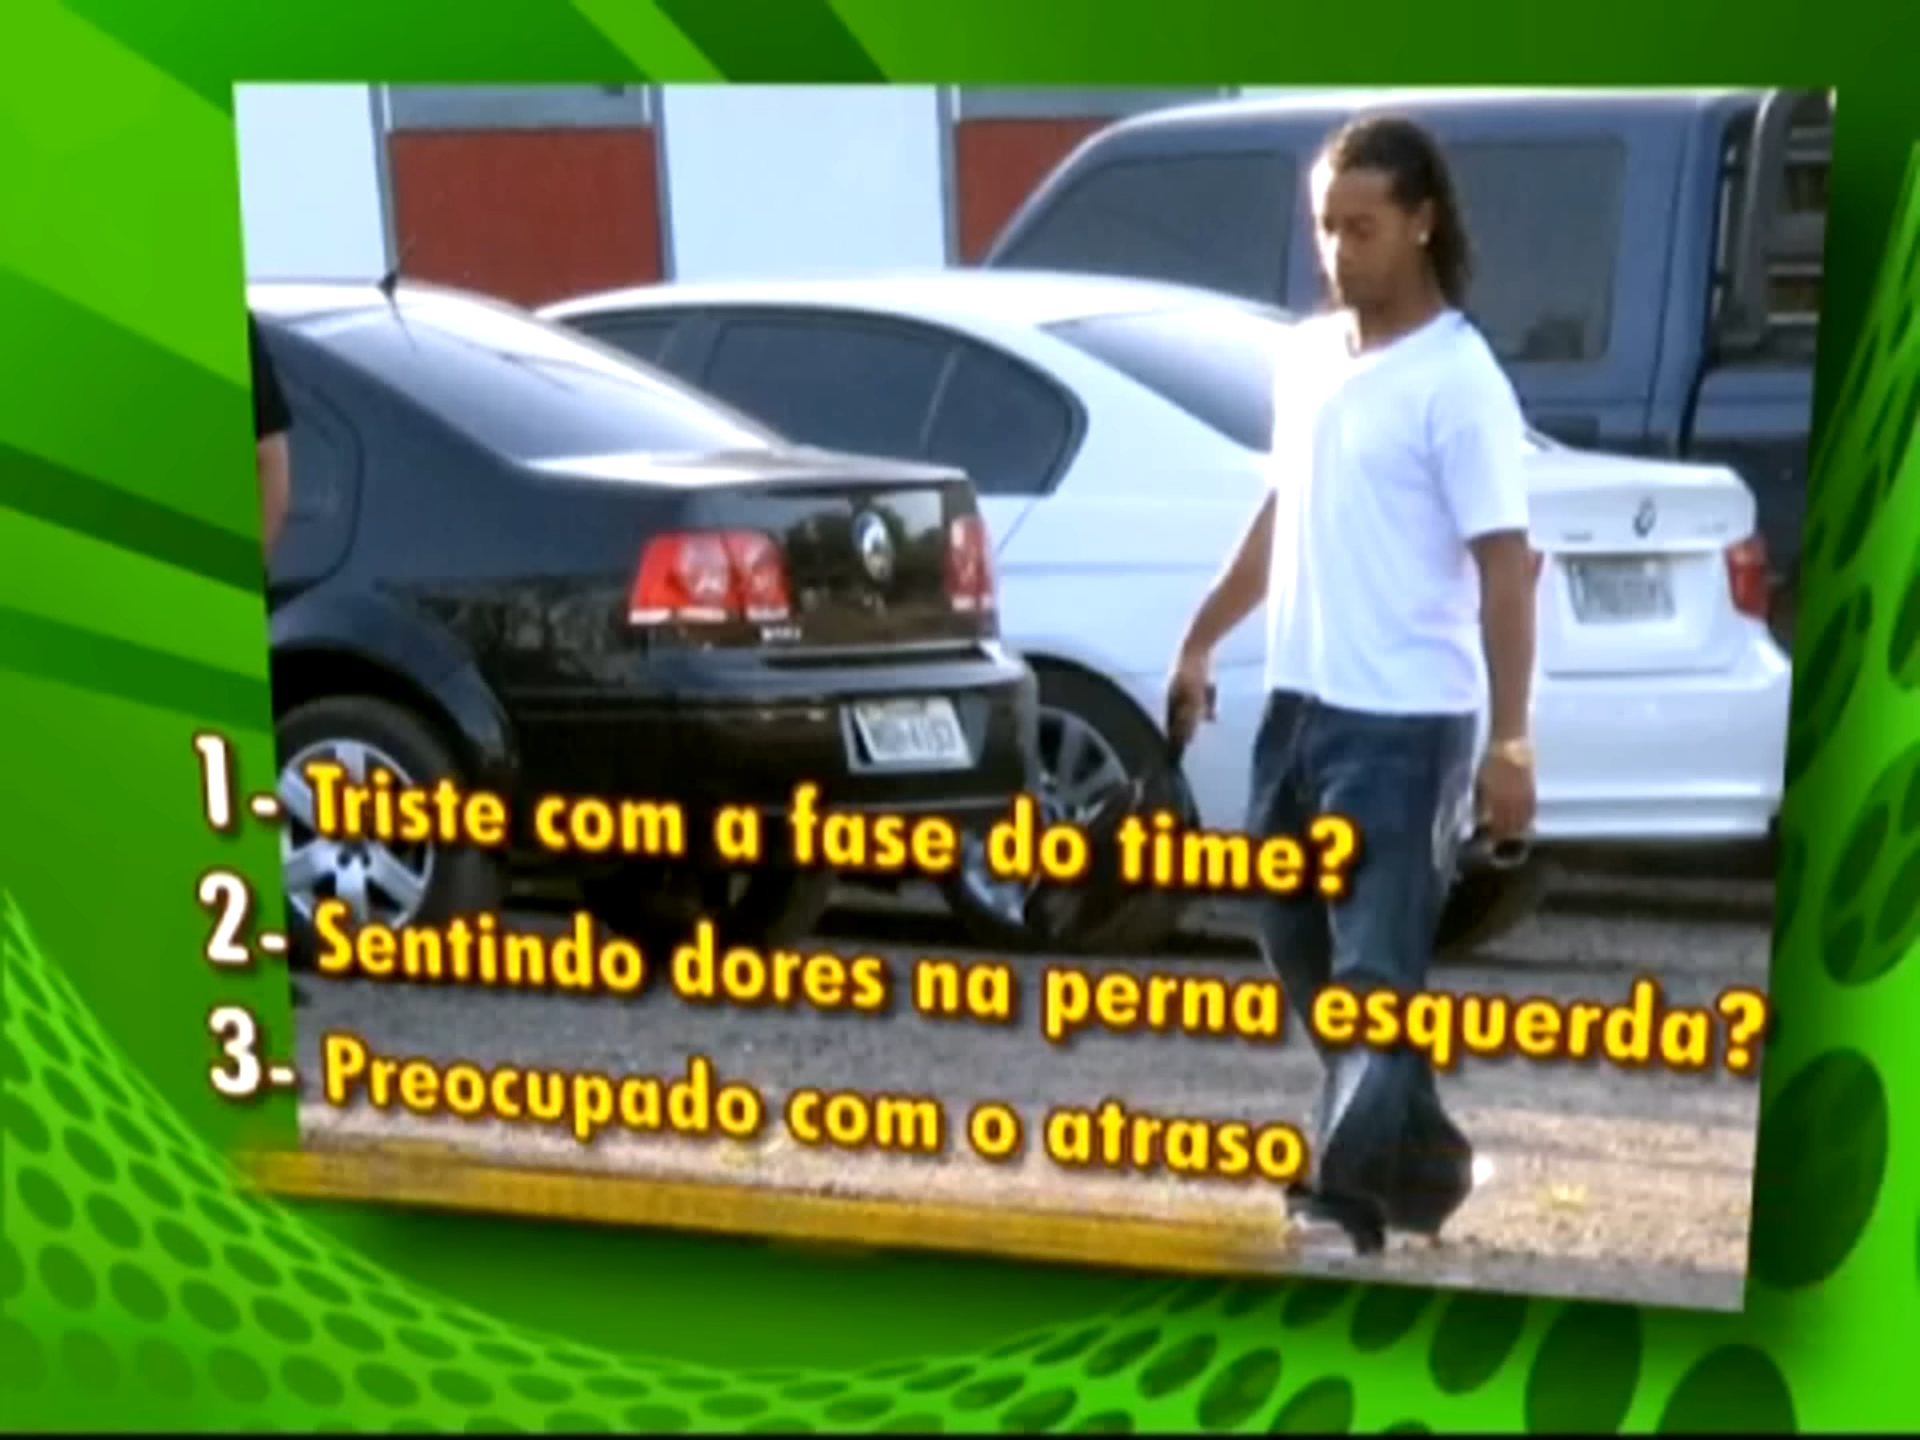 1- Triste com a fase do time?
2- Sentindo dores na perna esquerda?
3- Preocupado com o atraso